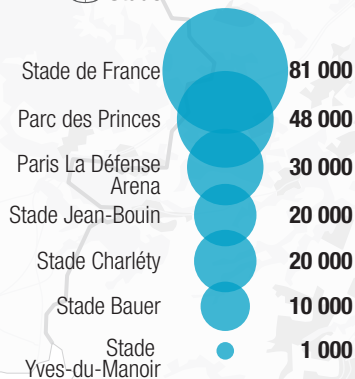 Stade de France 81 000
Parc des Princes 48 000
Paris La Défense
Arena 30 000
Stade Jean-Bouin 20 000
Stade Charléty 20 000
Stade Bauer 10 000
Stade
Yves-du-Manoir 1 000